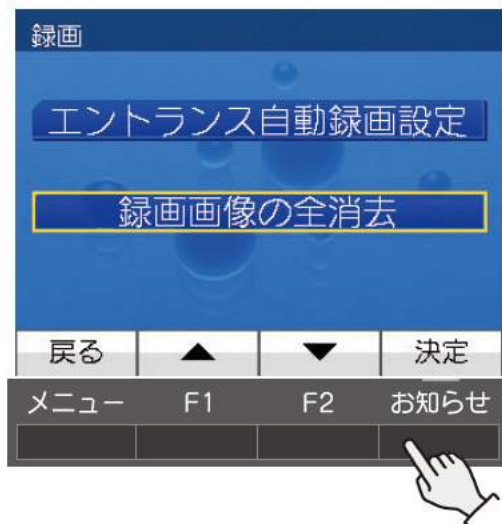 録画
エントランス自動録画設定
録画画像の全消去
戻る ▲ ▼ 決定
メニュー F1 F2 お知らせ